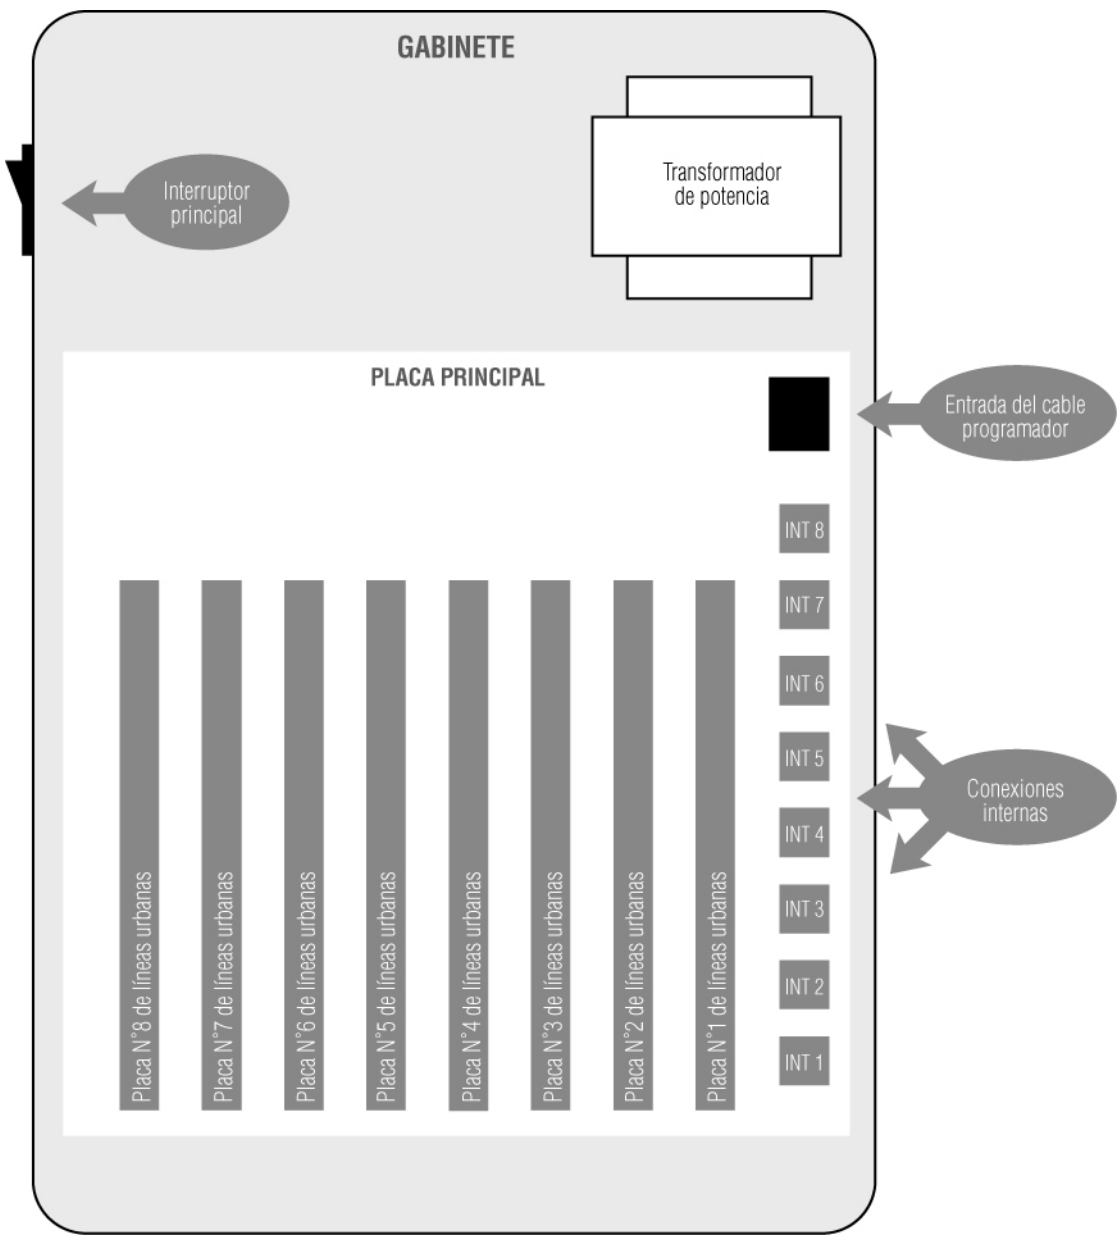 GABINETE
Transformador
de potencia
Interruptor
principal
PLACA PRINCIPAL
Entrada del cable
programador
INT 8
INT 7
INT 6
INT 5
INT 4
INT 3
INT 2
INT 1
Conexiones
internas
Placa N°8 de líneas urbanas
Placa N°7 de líneas urbanas
Placa N°6 de líneas urbanas
Placa N°5 de líneas urbanas
Placa N°4 de líneas urbanas
Placa N°3 de líneas urbanas
Placa N°2 de líneas urbanas
Placa N°1 de líneas urbanas